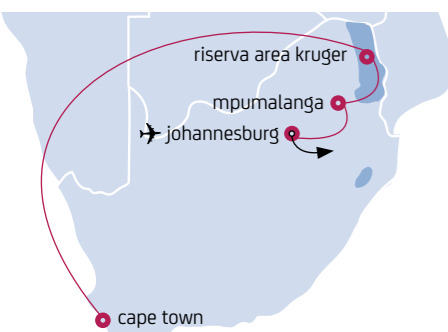 riserva area kruger
mpumalanga
johannesburg
cape town